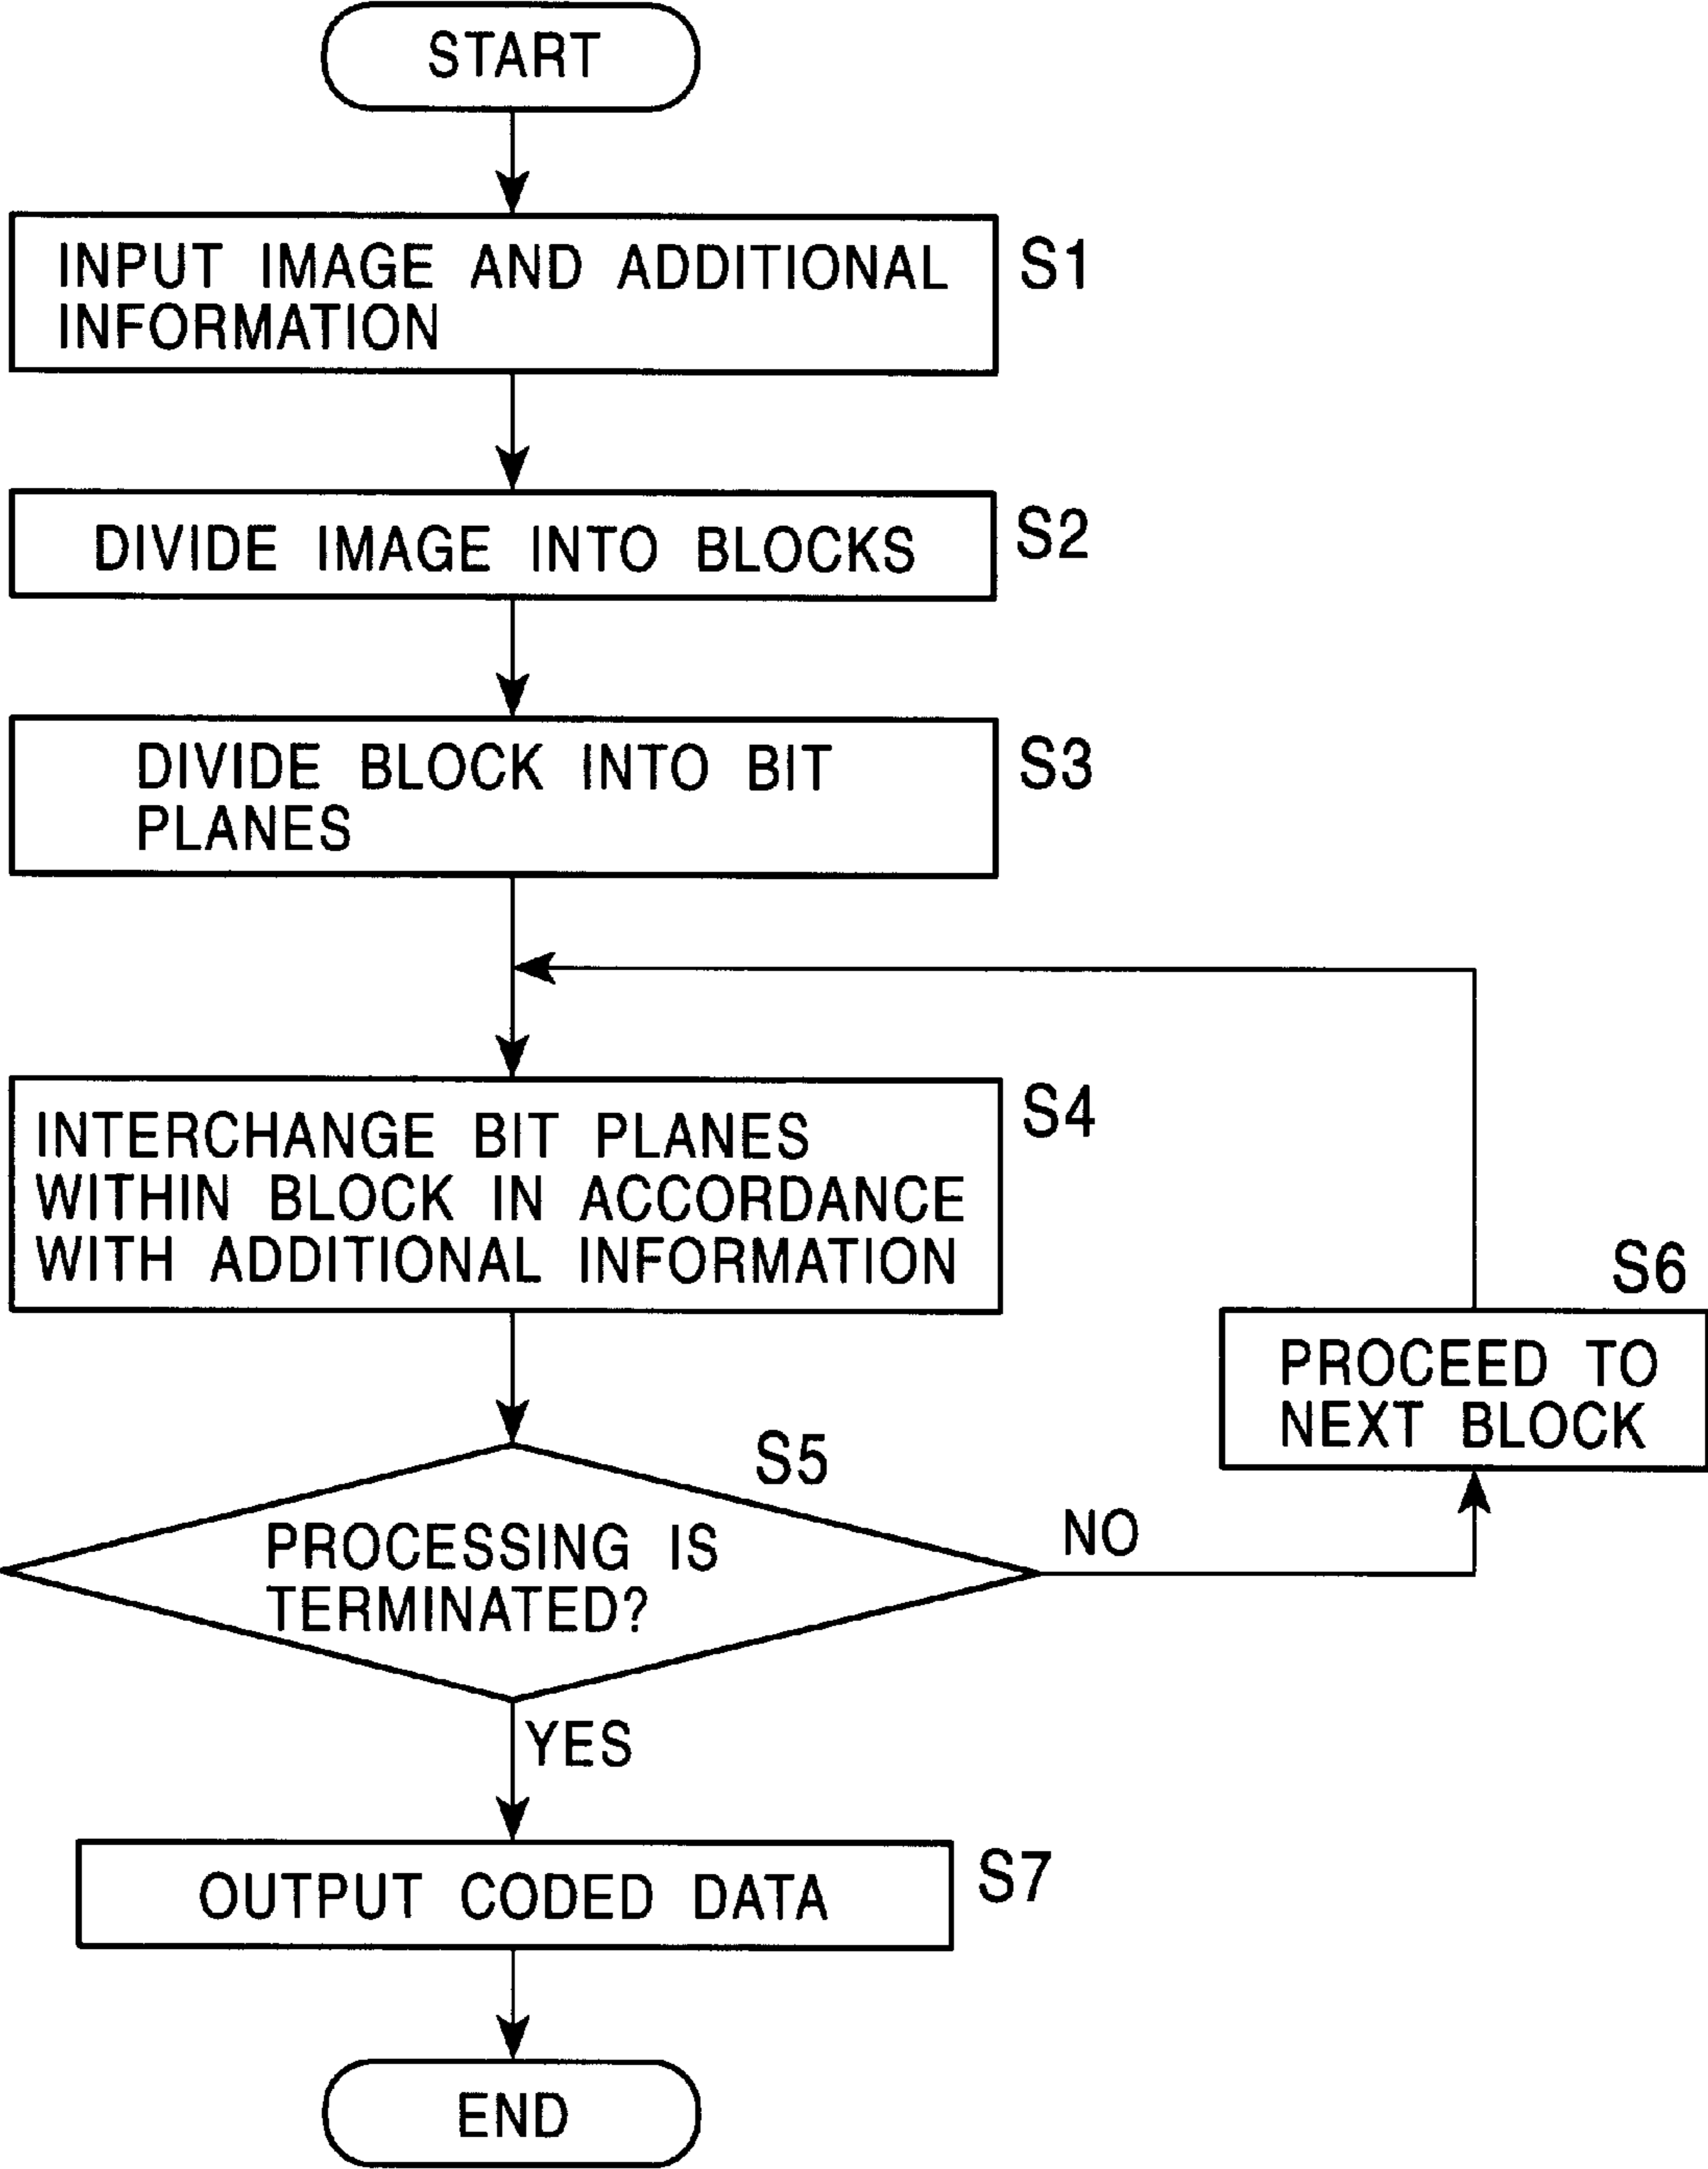 START
INPUT IMAGE AND ADDITIONAL
INFORMATION
S1
DIVIDE IMAGE INTO BLOCKS
S2
DIVIDE BLOCK INTO BIT
PLANES
S3
INTERCHANGE BIT PLANES
WITHIN BLOCK IN ACCORDANCE
WITH ADDITIONAL INFORMATION
S4
S6
PROCEED TO
NEXT BLOCK
S5
PROCESSING IS
TERMINATED?
NO
YES
OUTPUT CODED DATA
S7
END